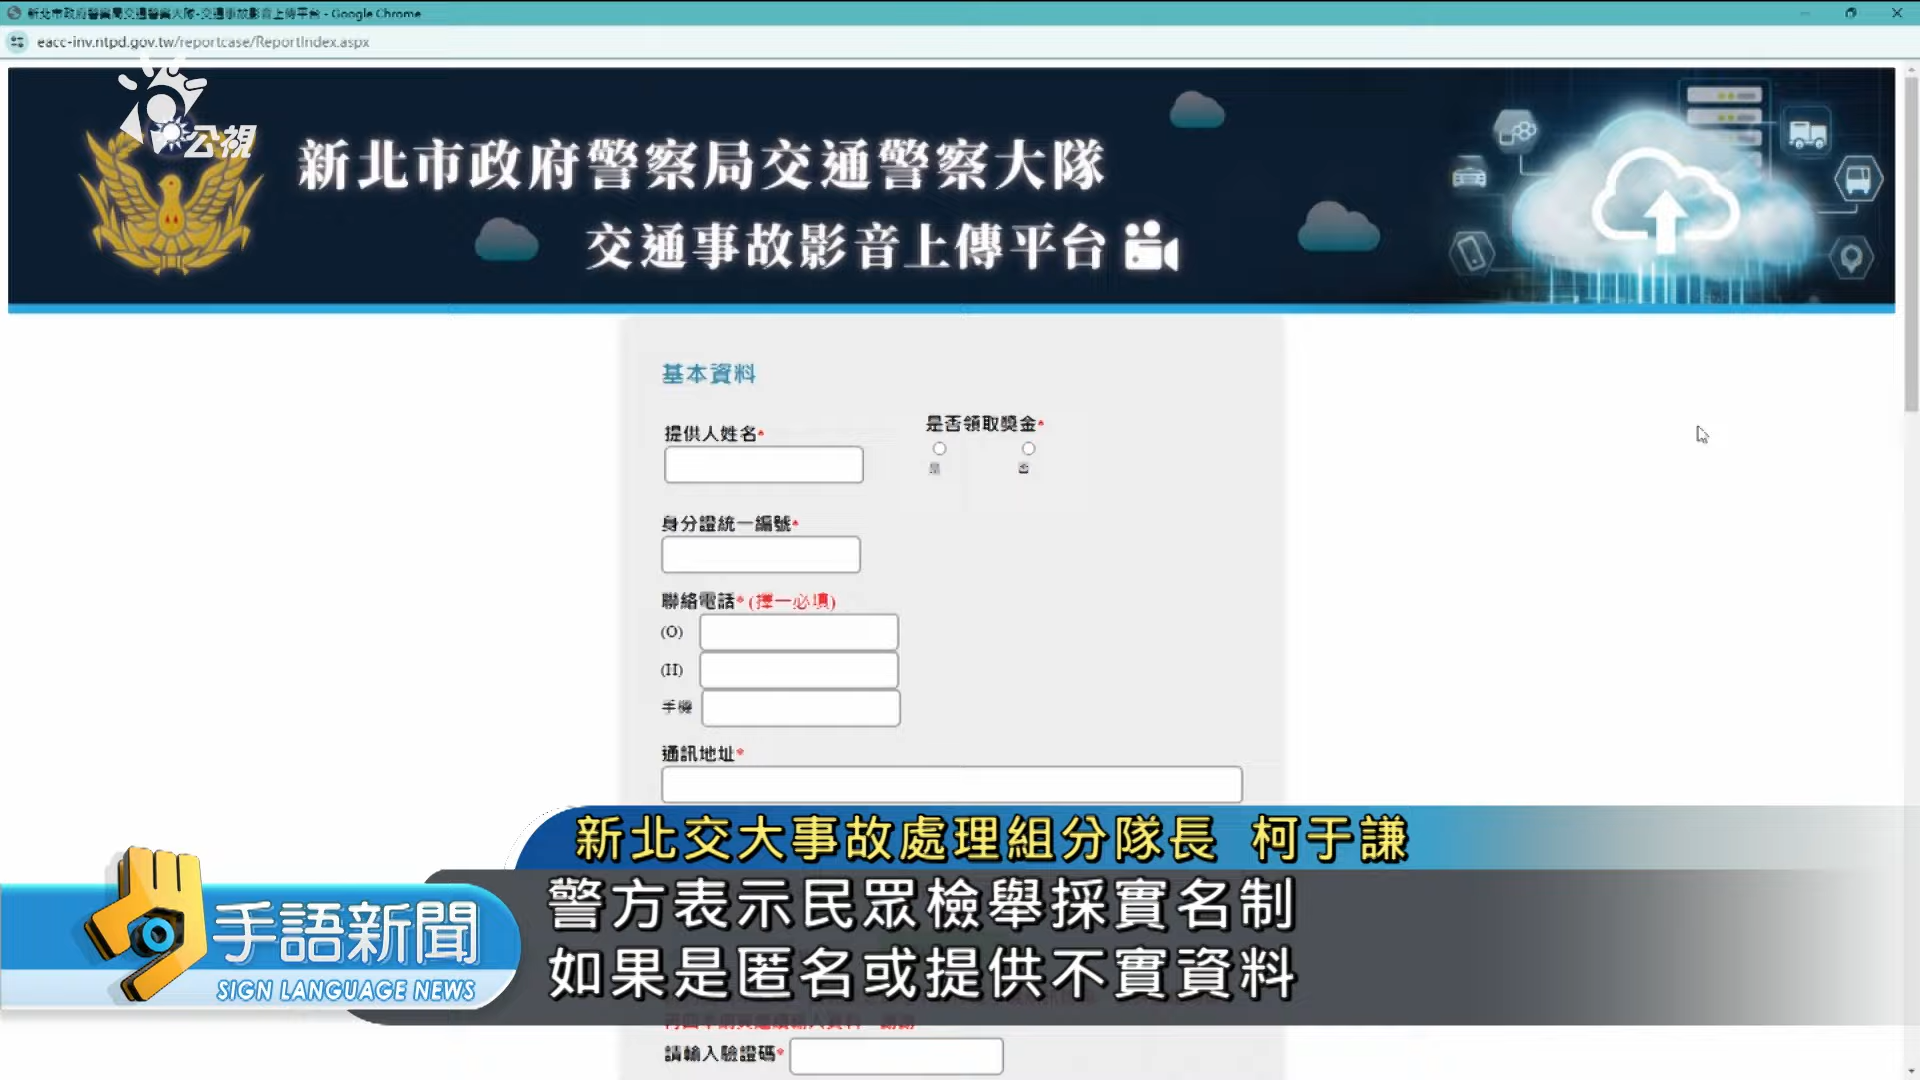 新北市政府警察局交通警察大隊-交通事故影音上傳平台 - Google Chrome
eacc-inv.ntpd.gov.tw/reportcase/ReportIndex.aspx
公視
新北市政府警察局交通警察大隊
交通事故影音上傳平台
基本資料
提供人姓名*
是否領取獎金*
是
否
身分證統一編號*
聯絡電話* (擇一必填)
(O)
(H)
手機
通訊地址*
新北交大事故處理組分隊長 柯于謙
警方表示民眾檢舉採實名制
如果是匿名或提供不實資料
手語新聞
SIGN LANGUAGE NEWS
請輸入驗證碼*